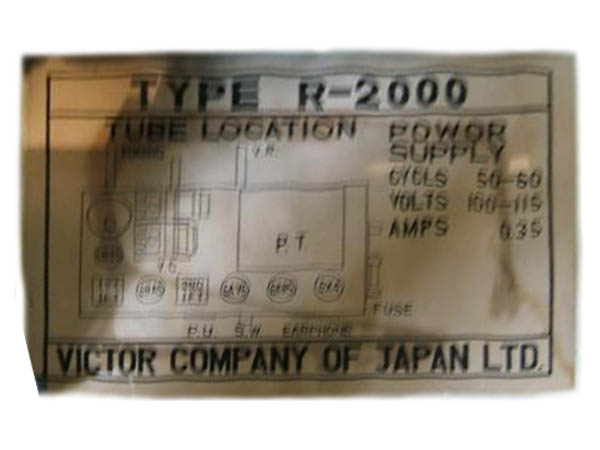 TYPE R-2000
TUBE LOCATION
POWOR
SUPPLY
CYCLS 50-60
VOLTS 100-115
AMPS 0.35
V.R.
P.T.
V.C.
FUSE
P.U. S.W. EARPHONE
VICTOR COMPANY OF JAPAN LTD.